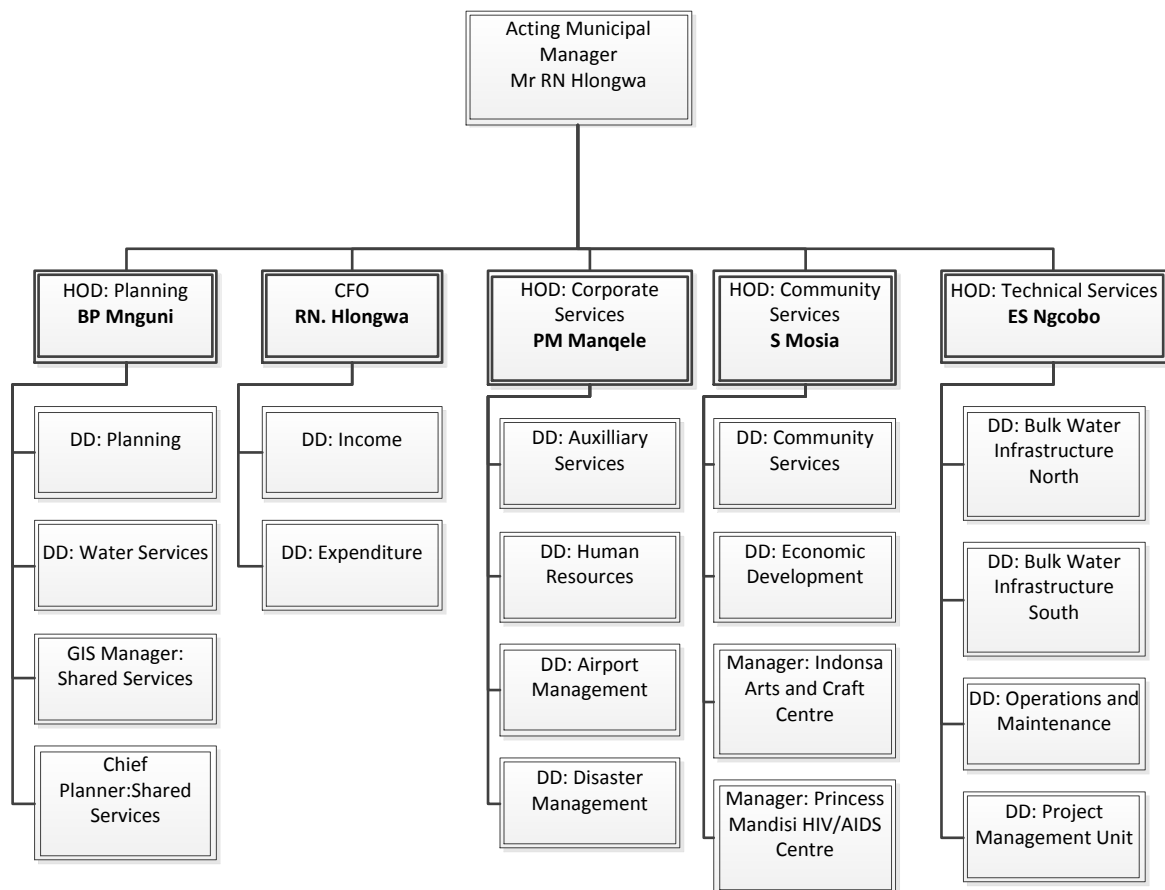 Acting Municipal
Manager
Mr RN Hlongwa
HOD: Planning
BP Mnguni
CFO
RN. Hlongwa
HOD: Corporate
Services
PM Manqele
HOD: Community
Services
S Mosia
HOD: Technical Services
ES Ngcobo
DD: Planning
DD: Water Services
GIS Manager:
Shared Services
Chief
Planner:Shared
Services
DD: Income
DD: Expenditure
DD: Auxilliary
Services
DD: Human
Resources
DD: Airport
Management
DD: Disaster
Management
DD: Community
Services
DD: Economic
Development
Manager: Indonsa
Arts and Craft
Centre
Manager: Princess
Mandisi HIV/AIDS
Centre
DD: Bulk Water
Infrastructure
North
DD: Bulk Water
Infrastructure
South
DD: Operations and
Maintenance
DD: Project
Management Unit